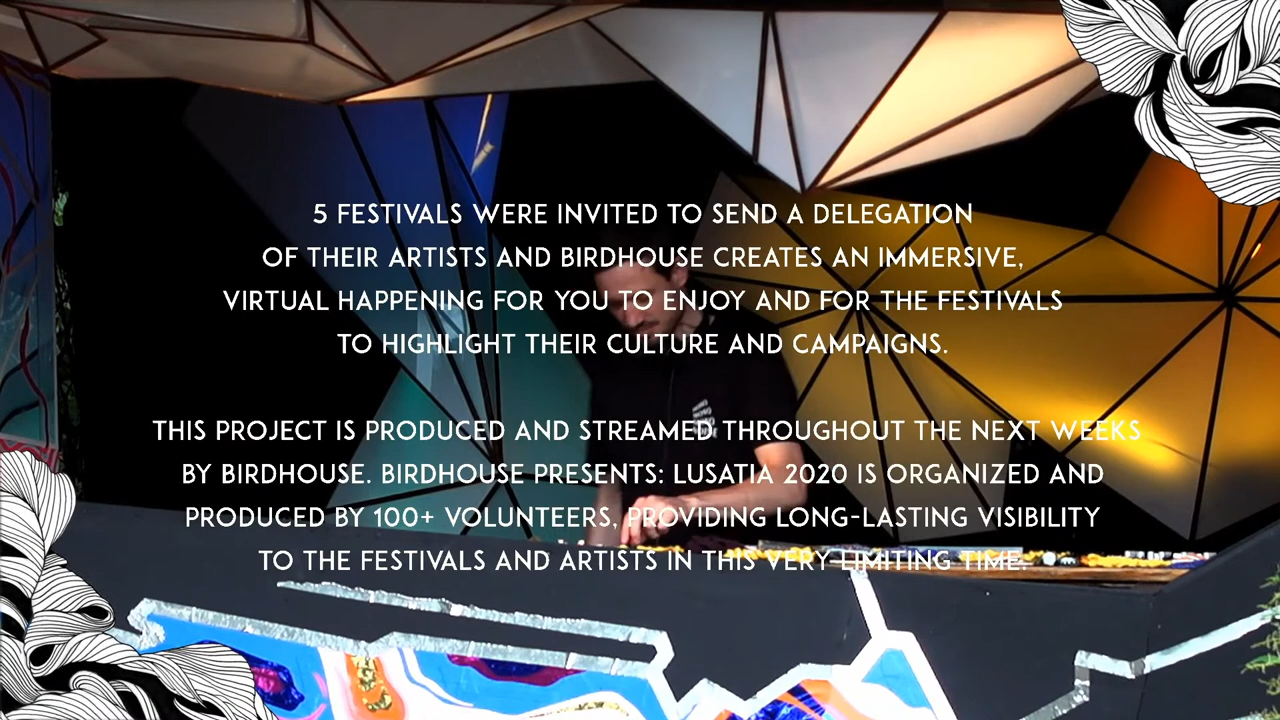 5 FESTIVALS WERE INVITED TO SEND A DELEGATION
OF THEIR ARTISTS AND BIRDHOUSE CREATES AN IMMERSIVE,
VIRTUAL HAPPENING FOR YOU TO ENJOY AND FOR THE FESTIVALS
TO HIGHLIGHT THEIR CULTURE AND CAMPAIGNS.
THIS PROJECT IS PRODUCED AND STREAMED THROUGHOUT THE NEXT WEEKS
BY BIRDHOUSE. BIRDHOUSE PRESENTS: LUSATIA 2020 IS ORGANIZED AND
PRODUCED BY 100+ VOLUNTEERS, PROVIDING LONG-LASTING VISIBILITY
TO THE FESTIVALS AND ARTISTS IN THIS VERY LIMITING TIME.